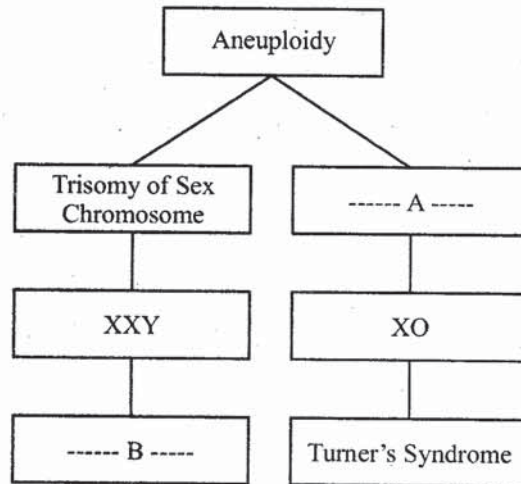 Aneuploidy
Trisomy of Sex
Chromosome
------ A -----
XXY
XO
------ B -----
Turner's Syndrome